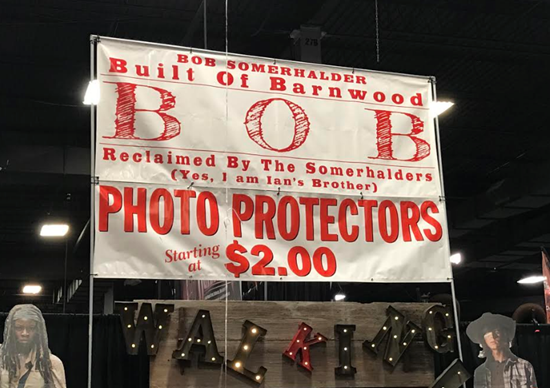 BOB SOMERHALDER
Built Of Barnwood
BOB
Reclaimed By The Somerhalders
(Yes, I am Ian's Brother)
PHOTO PROTECTORS
Starting
at $2.00
WALKING